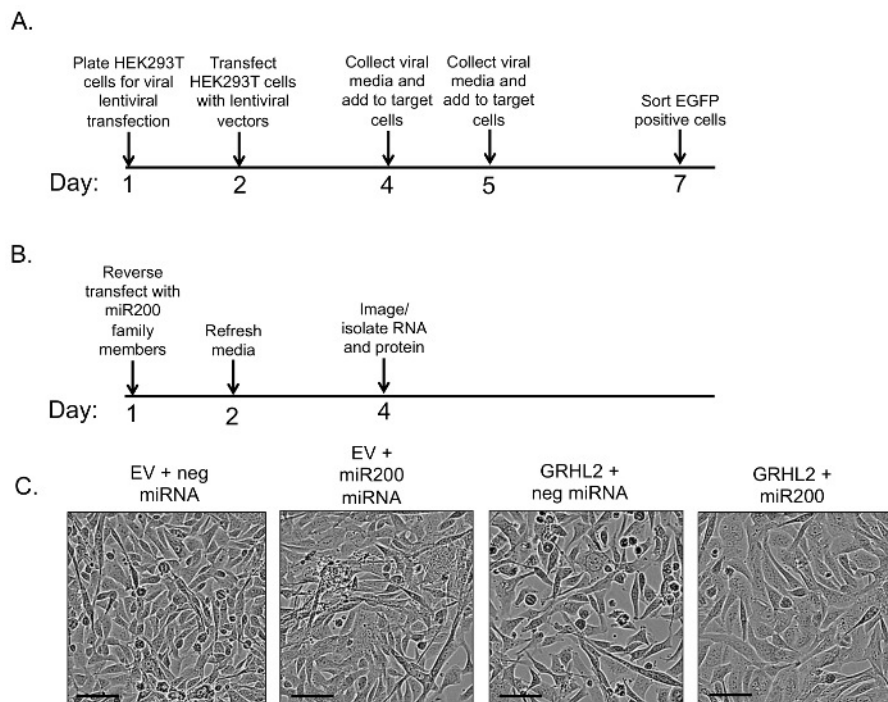 A.
Plate HEK293T
cells for viral
lentiviral
transfection
Transfect
HEK293T cells
with lentiviral
vectors
Collect viral
media and
add to target
cells
Collect viral
media and
add to target
cells
Sort EGFP
positive cells
Day: 1 2 4 5 7
B.
Reverse
transfect with
miR200
family
members
Refresh
media
Image/
isolate RNA
and protein
Day: 1 2 4
C.
EV + neg
miRNA
EV +
miR200
miRNA
GRHL2 +
neg miRNA
GRHL2 +
miR200